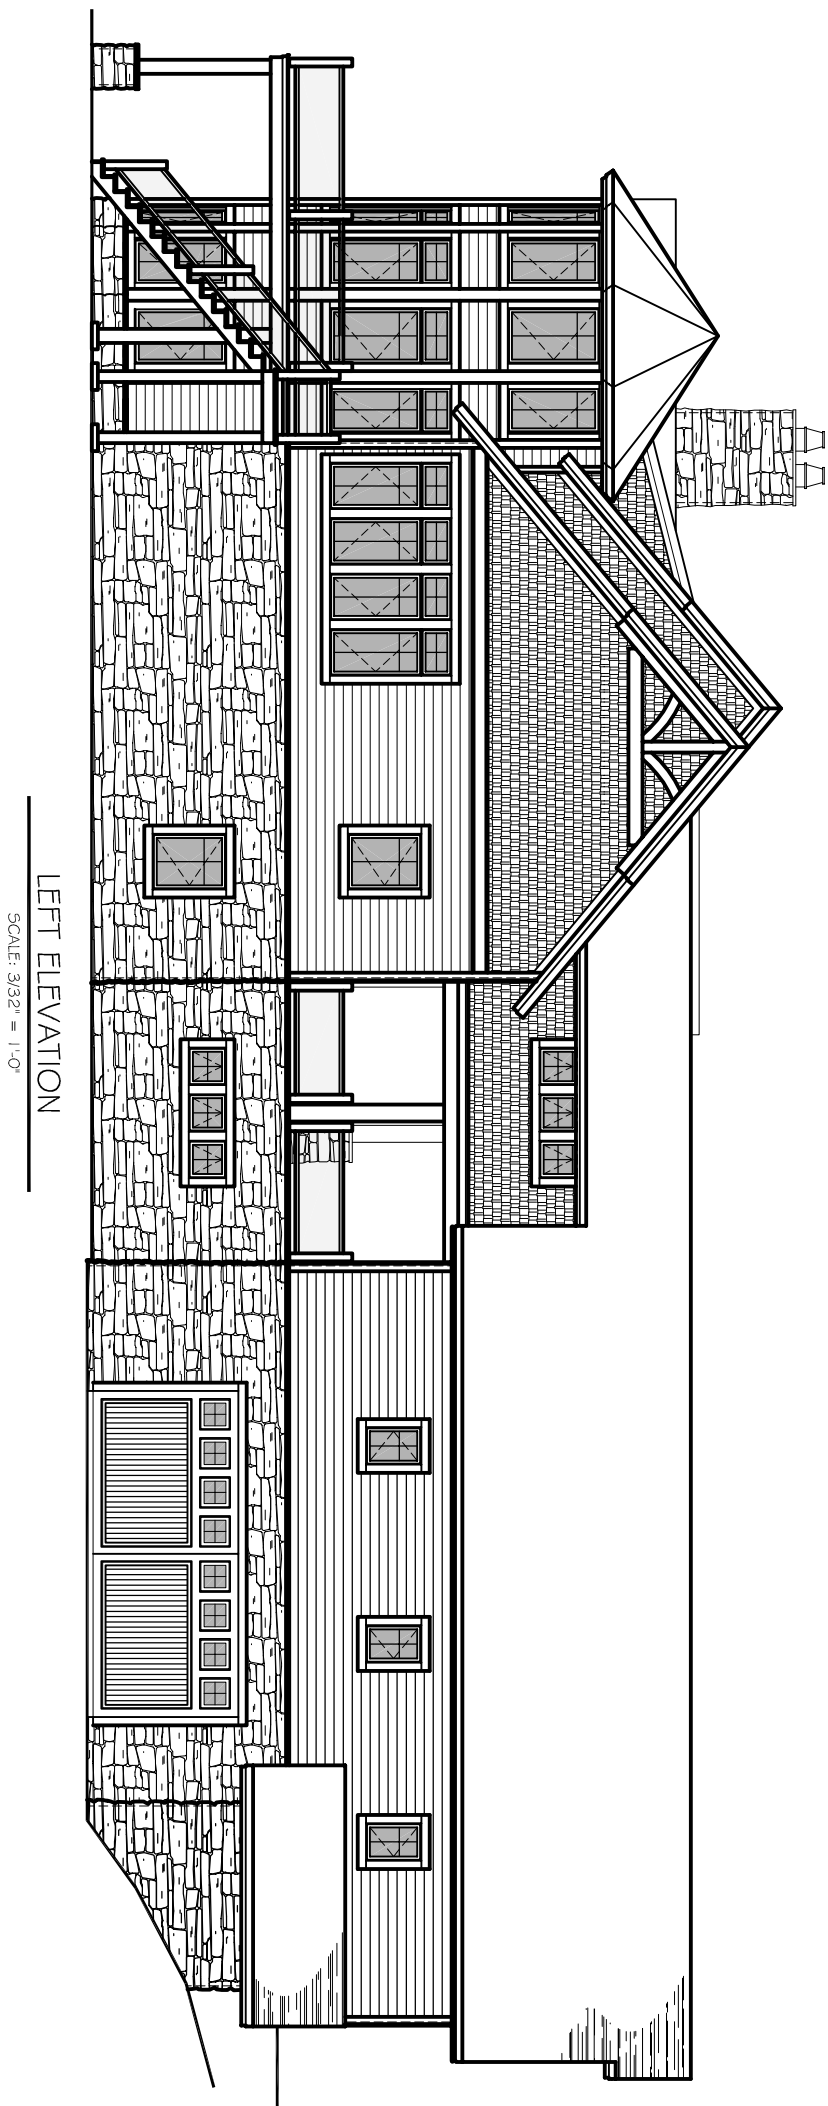 LEFT ELEVATION
SCALE: 3/32" = 1'-0"